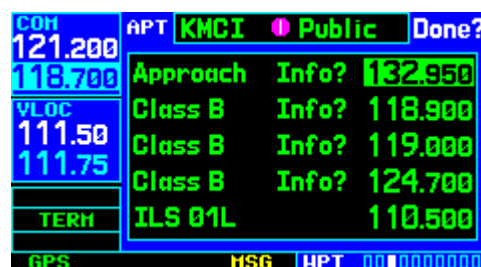 COM
121.200
118.700
VLOC
111.50
111.75
TERM
GPS
APT KMCI Public Done?
Approach Info? 132.950
Class B Info? 118.900
Class B Info? 119.000
Class B Info? 124.700
ILS 01L 110.500
MSG WPT